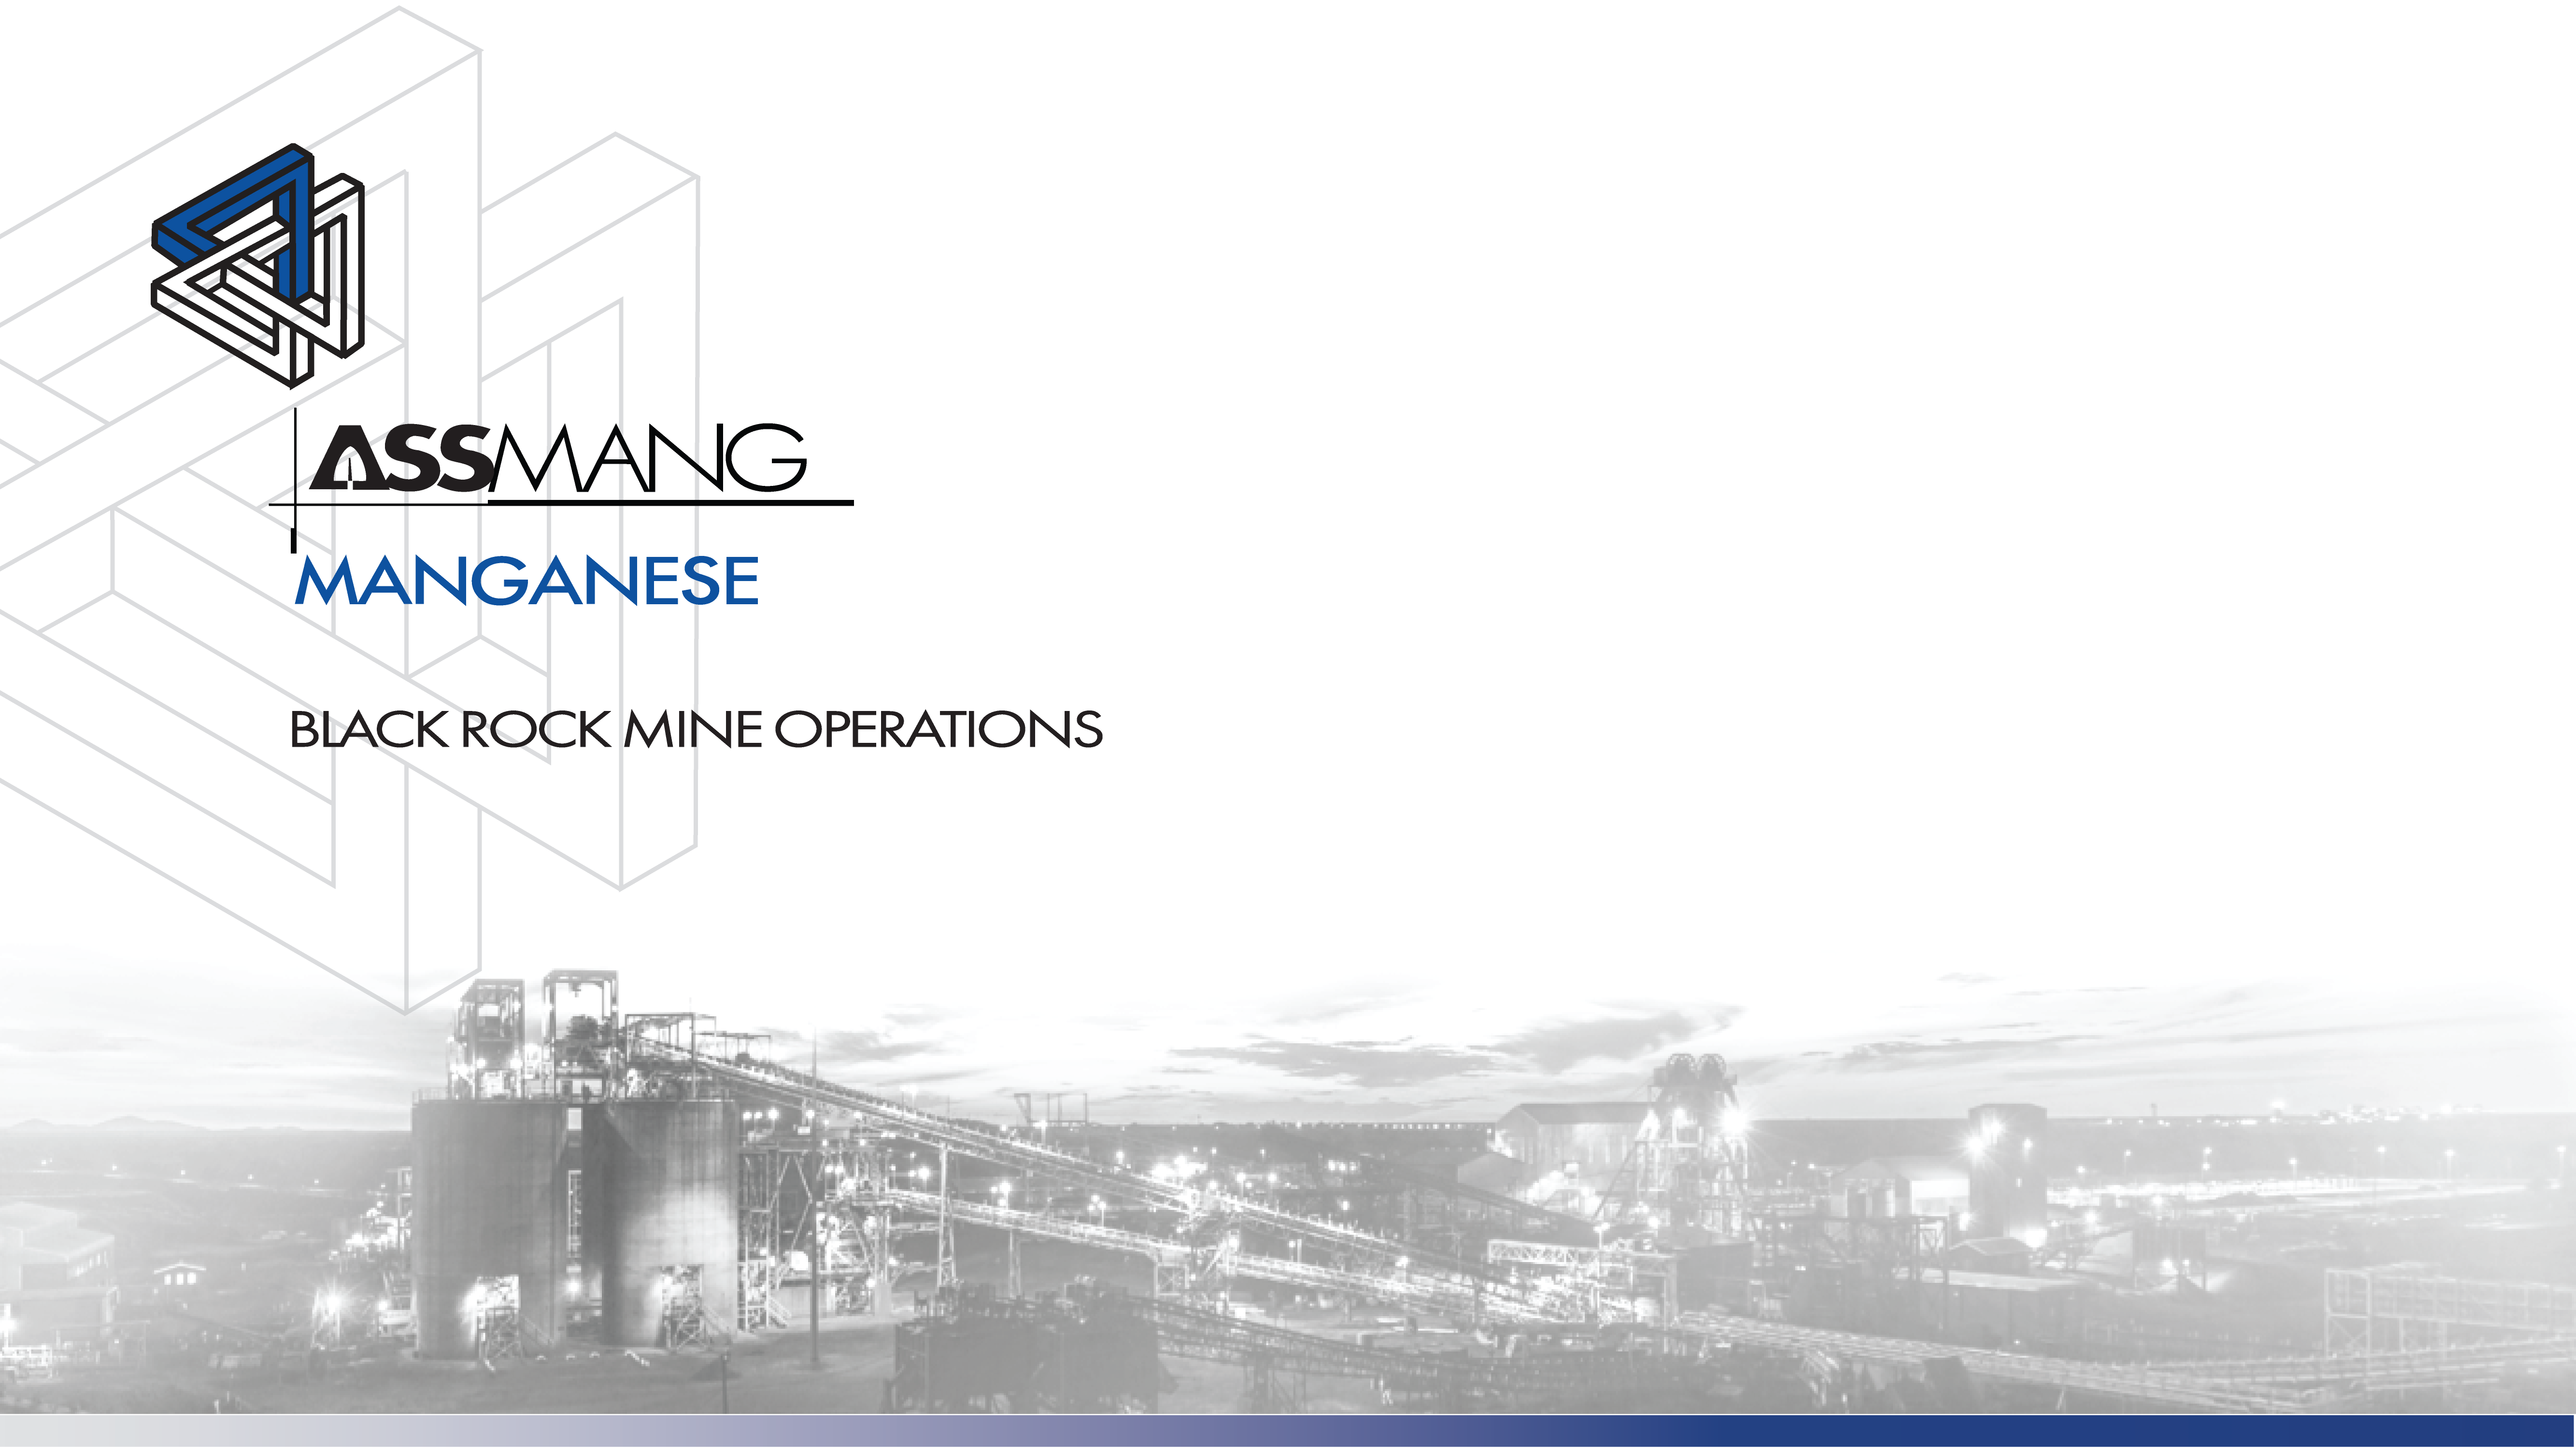 ASSMANG
MANGANESE
BLACK ROCK MINE OPERATIONS